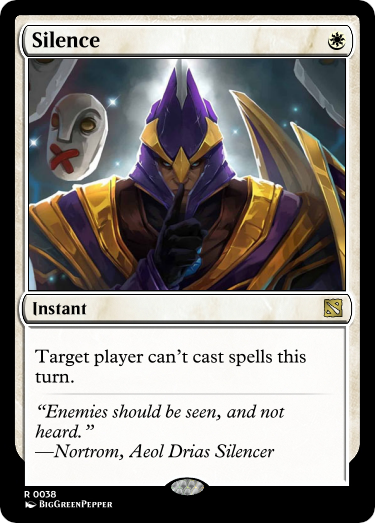 Silence
Instant
Target player can't cast spells this
turn.
“Enemies should be seen, and not
heard.”
—Nortrom, Aeol Drias Silencer
R 0038
BigGreenPepper